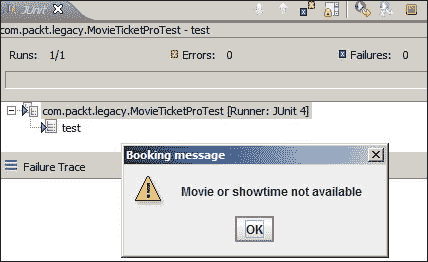 JUnit
com.packt.legacy.MovieTicketProTest - test
Runs: 1/1 Errors: 0 Failures: 0
com.packt.legacy.MovieTicketProTest [Runner: JUnit 4]
test
Failure Trace
Booking message
Movie or showtime not available
OK